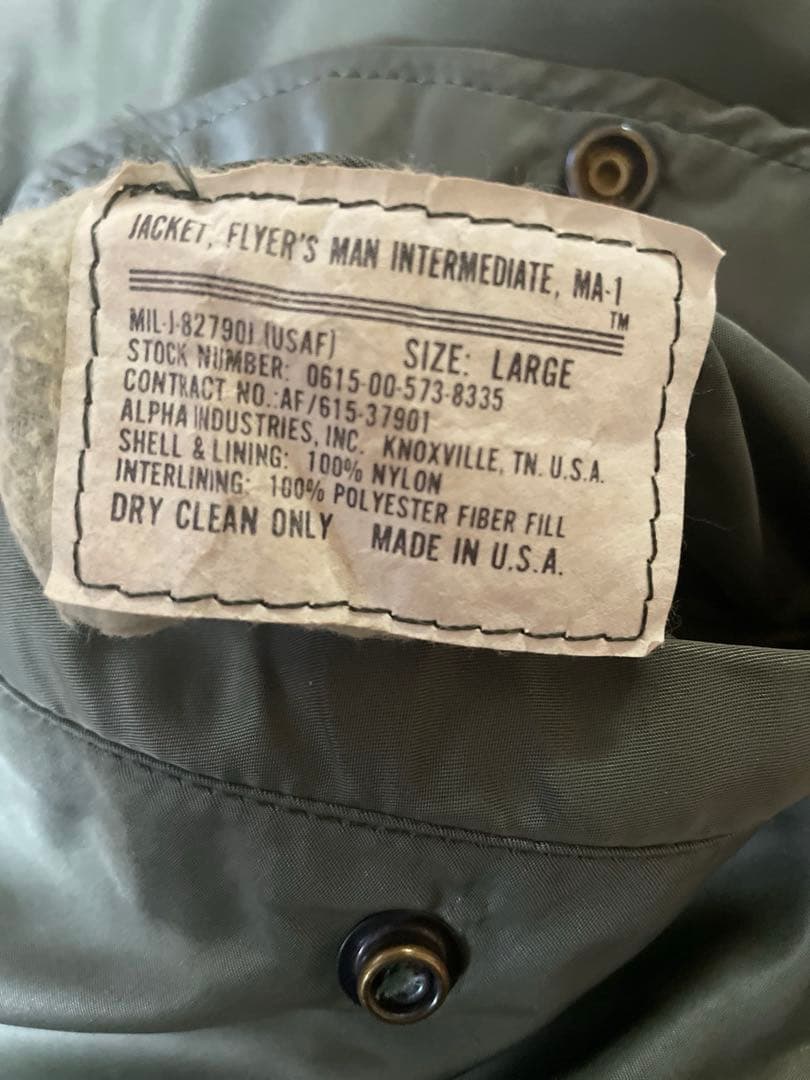 JACKET, FLYER'S MAN INTERMEDIATE, MA-1
TM
MIL-J-82790J (USAF) SIZE: LARGE
STOCK NUMBER: 0615-00-573-8335
CONTRACT NO.:AF/615-37901
ALPHA INDUSTRIES, INC. KNOXVILLE, TN. U.S.A.
SHELL & LINING: 100% NYLON
INTERLINING: 100% POLYESTER FIBER FILL
DRY CLEAN ONLY MADE IN U.S.A.